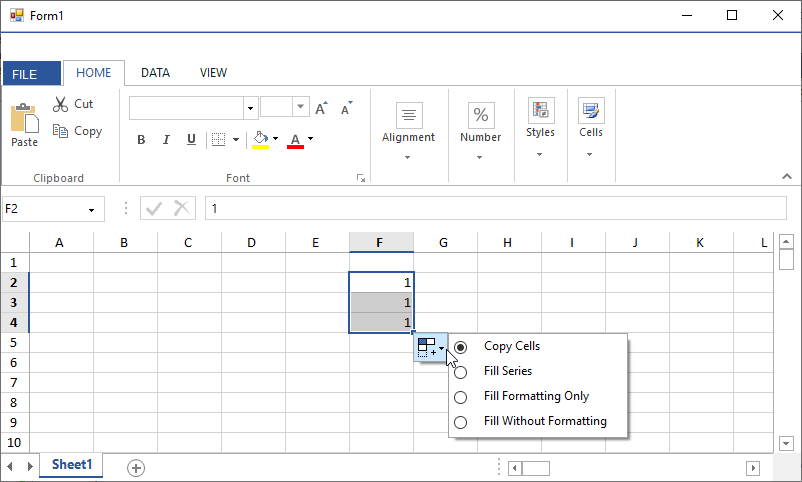 Form1
FILE HOME DATA VIEW
Cut
Copy
Paste
Clipboard
A A
B I U A
Font
Alignment
%
Number
Styles
Cells
F2 1
A B C D E F G H I J K L
1
2 1
3 1
4 1
5
6
7
8
9
10
Copy Cells
Fill Series
Fill Formatting Only
Fill Without Formatting
Sheet1